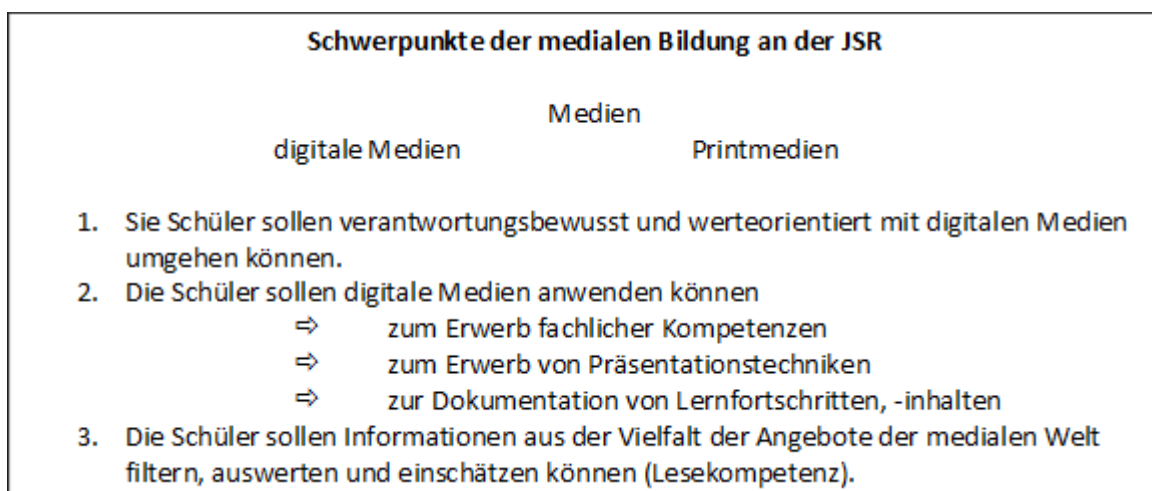 Schwerpunkte der medialen Bildung an der JSR
Medien
digitale Medien Printmedien
1. Sie Schüler sollen verantwortungsbewusst und werteorientiert mit digitalen Medien
umgehen können.
2. Die Schüler sollen digitale Medien anwenden können
⇨ zum Erwerb fachlicher Kompetenzen
⇨ zum Erwerb von Präsentationstechniken
⇨ zur Dokumentation von Lernfortschritten, -inhalten
3. Die Schüler sollen Informationen aus der Vielfalt der Angebote der medialen Welt
filtern, auswerten und einschätzen können (Lesekompetenz).